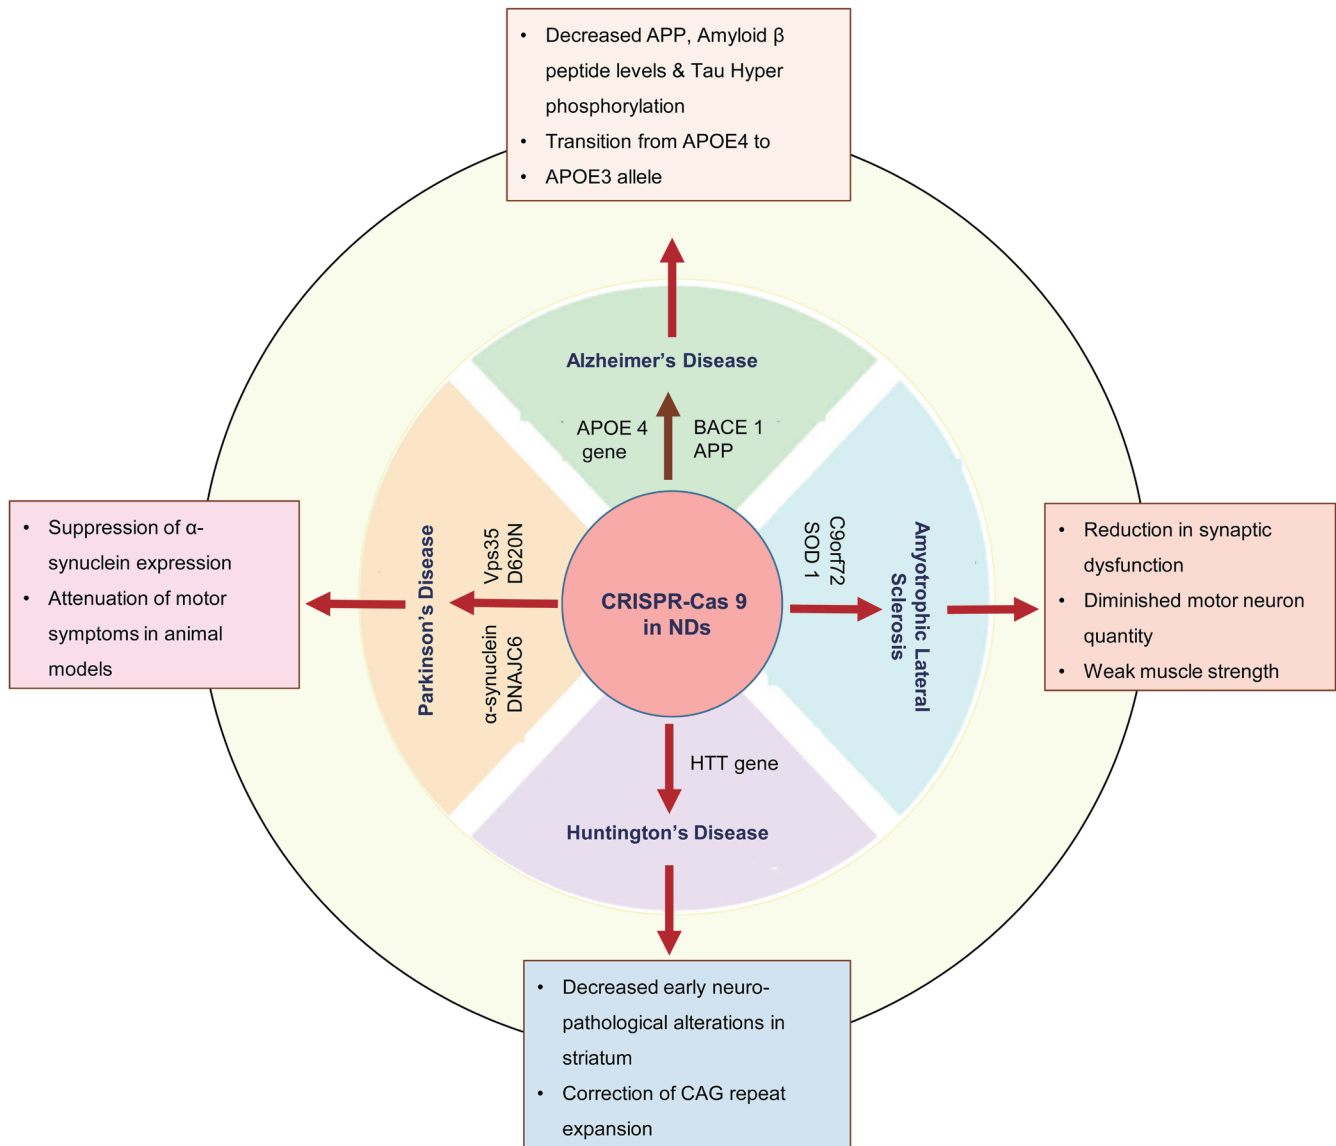 • Decreased APP, Amyloid β
peptide levels & Tau Hyper
phosphorylation
• Transition from APOE4 to
• APOE3 allele
Alzheimer's Disease
APOE 4
gene
BACE 1
APP
• Suppression of α-
synuclein expression
• Attenuation of motor
symptoms in animal
models
Parkinson's Disease
Vps35
D620N
α-synuclein
DNAJC6
CRISPR-Cas 9
in NDs
C9orf72
SOD 1
Amyotrophic Lateral
Sclerosis
• Reduction in synaptic
dysfunction
• Diminished motor neuron
quantity
• Weak muscle strength
HTT gene
Huntington's Disease
• Decreased early neuro-
pathological alterations in
striatum
• Correction of CAG repeat
expansion